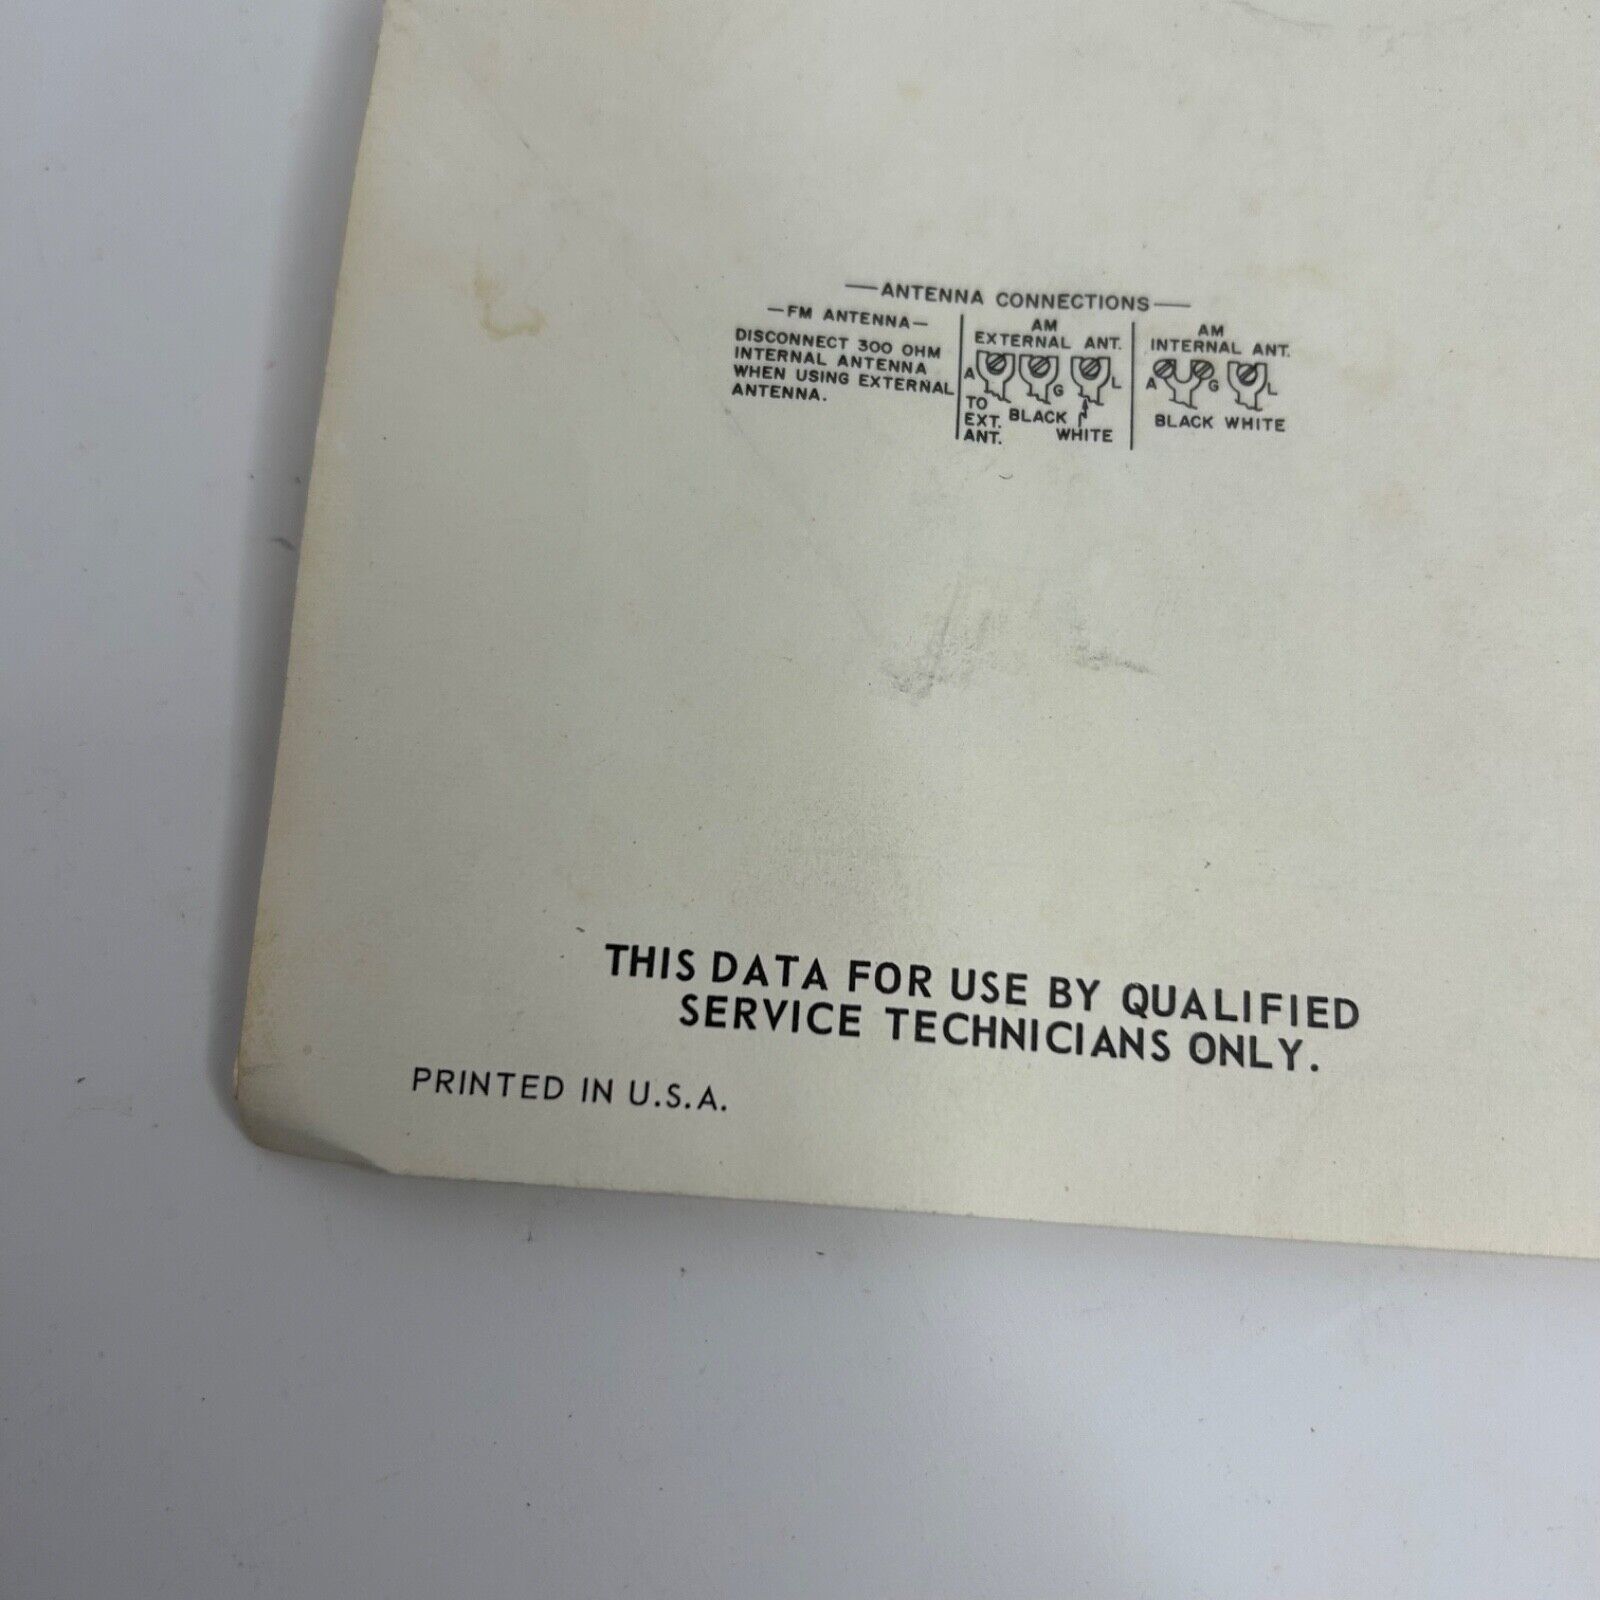 —ANTENNA CONNECTIONS—
—FM ANTENNA—
DISCONNECT 300 OHM
INTERNAL ANTENNA
WHEN USING EXTERNAL
ANTENNA.
AM
EXTERNAL ANT.
A G L
TO
EXT.
ANT.
BLACK
WHITE
AM
INTERNAL ANT.
A G L
BLACK WHITE
THIS DATA FOR USE BY QUALIFIED
SERVICE TECHNICIANS ONLY.
PRINTED IN U.S.A.